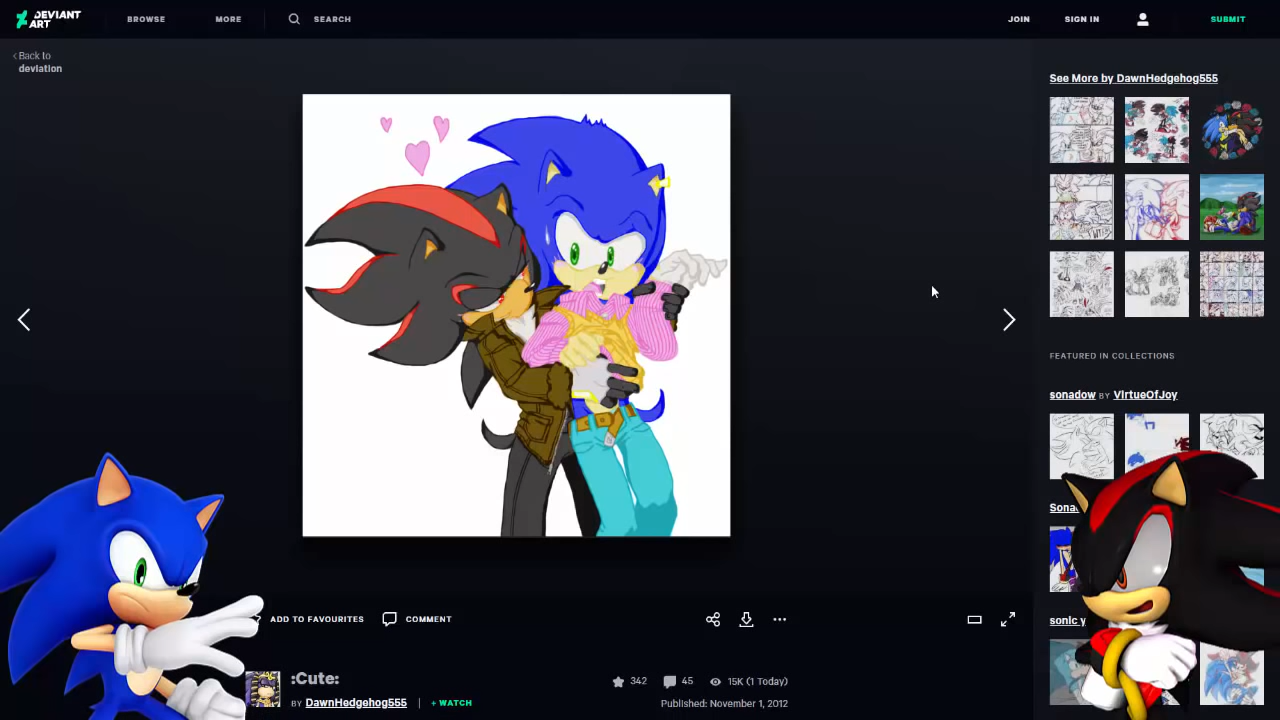 DEVIANT
ART
BROWSE
MORE
SEARCH
JOIN
SIGN IN
SUBMIT
Back to
deviation
See More by DawnHedgehog555
FEATURED IN COLLECTIONS
sonadow BY VIrtueOfJoy
Sona
sonic y
ADD TO FAVOURITES
COMMENT
:Cute:
BY DawnHedgehog555
+ WATCH
342
45
15K (1 Today)
Published: November 1, 2012